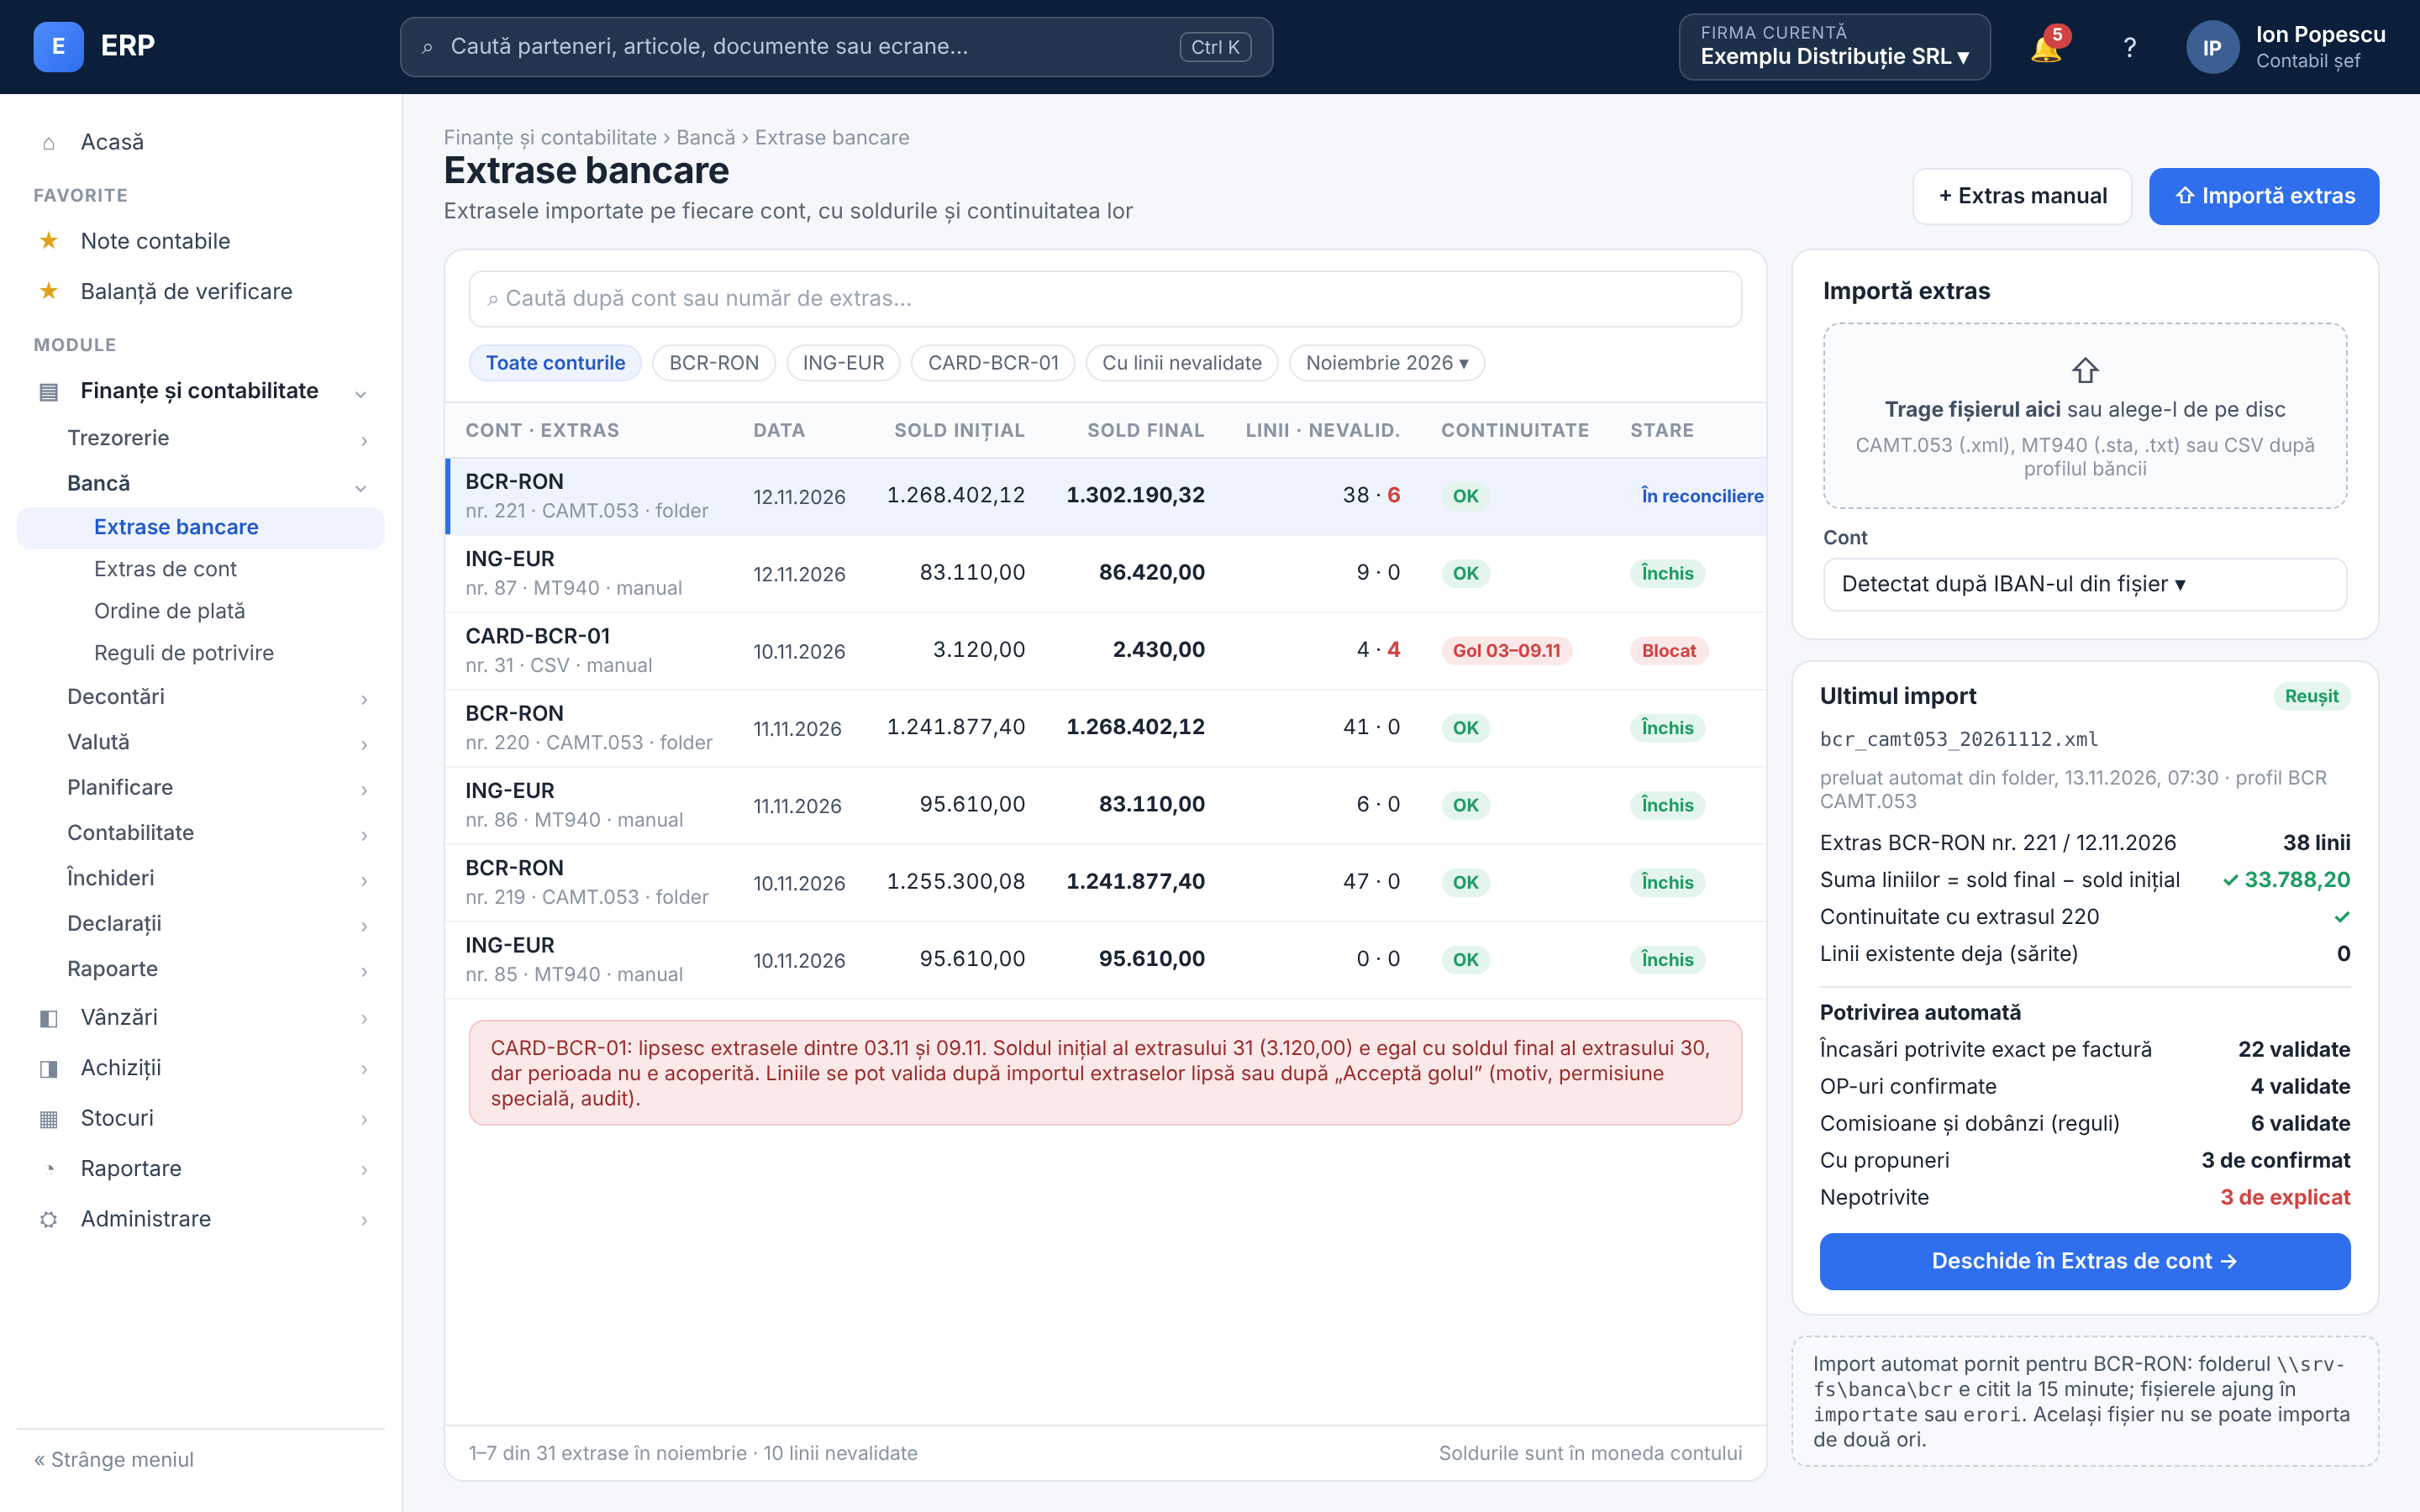 E ERP
Caută parteneri, articole, documente sau ecrane... Ctrl K
FIRMA CURENTĂ
Exemplu Distribuție SRL ▾
5
?
IP
Ion Popescu
Contabil șef
Acasă
FAVORITE
★ Note contabile
★ Balanță de verificare
MODULE
Finanțe și contabilitate
Trezorerie ›
Bancă
Extrase bancare
Extras de cont
Ordine de plată
Reguli de potrivire
Decontări ›
Valută ›
Planificare ›
Contabilitate ›
Închideri ›
Declarații ›
Rapoarte ›
Vânzări ›
Achiziții ›
Stocuri ›
Raportare ›
Administrare ›
« Strânge meniul
Finanțe și contabilitate › Bancă › Extrase bancare
Extrase bancare
Extrasele importate pe fiecare cont, cu soldurile și continuitatea lor
+ Extras manual
⇧ Importă extras
Caută după cont sau număr de extras...
Toate conturile BCR-RON ING-EUR CARD-BCR-01 Cu linii nevalidate Noiembrie 2026 ▾
CONT · EXTRAS DATA SOLD INIȚIAL SOLD FINAL LINII · NEVALID. CONTINUITATE STARE
BCR-RON
nr. 221 · CAMT.053 · folder 12.11.2026 1.268.402,12 1.302.190,32 38 · 6 OK În reconciliere
ING-EUR
nr. 87 · MT940 · manual 12.11.2026 83.110,00 86.420,00 9 · 0 OK Închis
CARD-BCR-01
nr. 31 · CSV · manual 10.11.2026 3.120,00 2.430,00 4 · 4 Gol 03–09.11 Blocat
BCR-RON
nr. 220 · CAMT.053 · folder 11.11.2026 1.241.877,40 1.268.402,12 41 · 0 OK Închis
ING-EUR
nr. 86 · MT940 · manual 11.11.2026 95.610,00 83.110,00 6 · 0 OK Închis
BCR-RON
nr. 219 · CAMT.053 · folder 10.11.2026 1.255.300,08 1.241.877,40 47 · 0 OK Închis
ING-EUR
nr. 85 · MT940 · manual 10.11.2026 95.610,00 95.610,00 0 · 0 OK Închis
CARD-BCR-01: lipsesc extrasele dintre 03.11 și 09.11. Soldul inițial al extrasului 31 (3.120,00) e egal cu soldul final al extrasului 30,
dar perioada nu e acoperită. Liniile se pot valida după importul extraselor lipsă sau după „Acceptă golul” (motiv, permisiune
specială, audit).
1–7 din 31 extrase în noiembrie · 10 linii nevalidate
Soldurile sunt în moneda contului
Importă extras
⇧
Trage fișierul aici sau alege-l de pe disc
CAMT.053 (.xml), MT940 (.sta, .txt) sau CSV după
profilul băncii
Cont
Detectat după IBAN-ul din fișier ▾
Ultimul import Reușit
bcr_camt053_20261112.xml
preluat automat din folder, 13.11.2026, 07:30 · profil BCR
CAMT.053
Extras BCR-RON nr. 221 / 12.11.2026 38 linii
Suma liniilor = sold final − sold inițial ✓ 33.788,20
Continuitate cu extrasul 220 ✓
Linii existente deja (sărite) 0
Potrivirea automată
Încasări potrivite exact pe factură 22 validate
OP-uri confirmate 4 validate
Comisioane și dobânzi (reguli) 6 validate
Cu propuneri 3 de confirmat
Nepotrivite 3 de explicat
Deschide în Extras de cont →
Import automat pornit pentru BCR-RON: folderul \\srv-
fs\banca\bcr e citit la 15 minute; fișierele ajung în
importate sau erori. Același fișier nu se poate importa
de două ori.